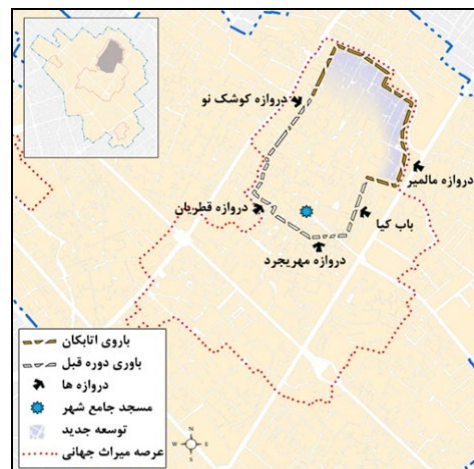 دروازه کوشک نو
دروازه مالمیر
دروازه قطریان
باب کیا
دروازه مهریجرد
باروی اتابکان
باوری دوره قبل
دروازه ها
مسجد جامع شهر
توسعه جدید
عرصه میراث جهانی
N
W E
S